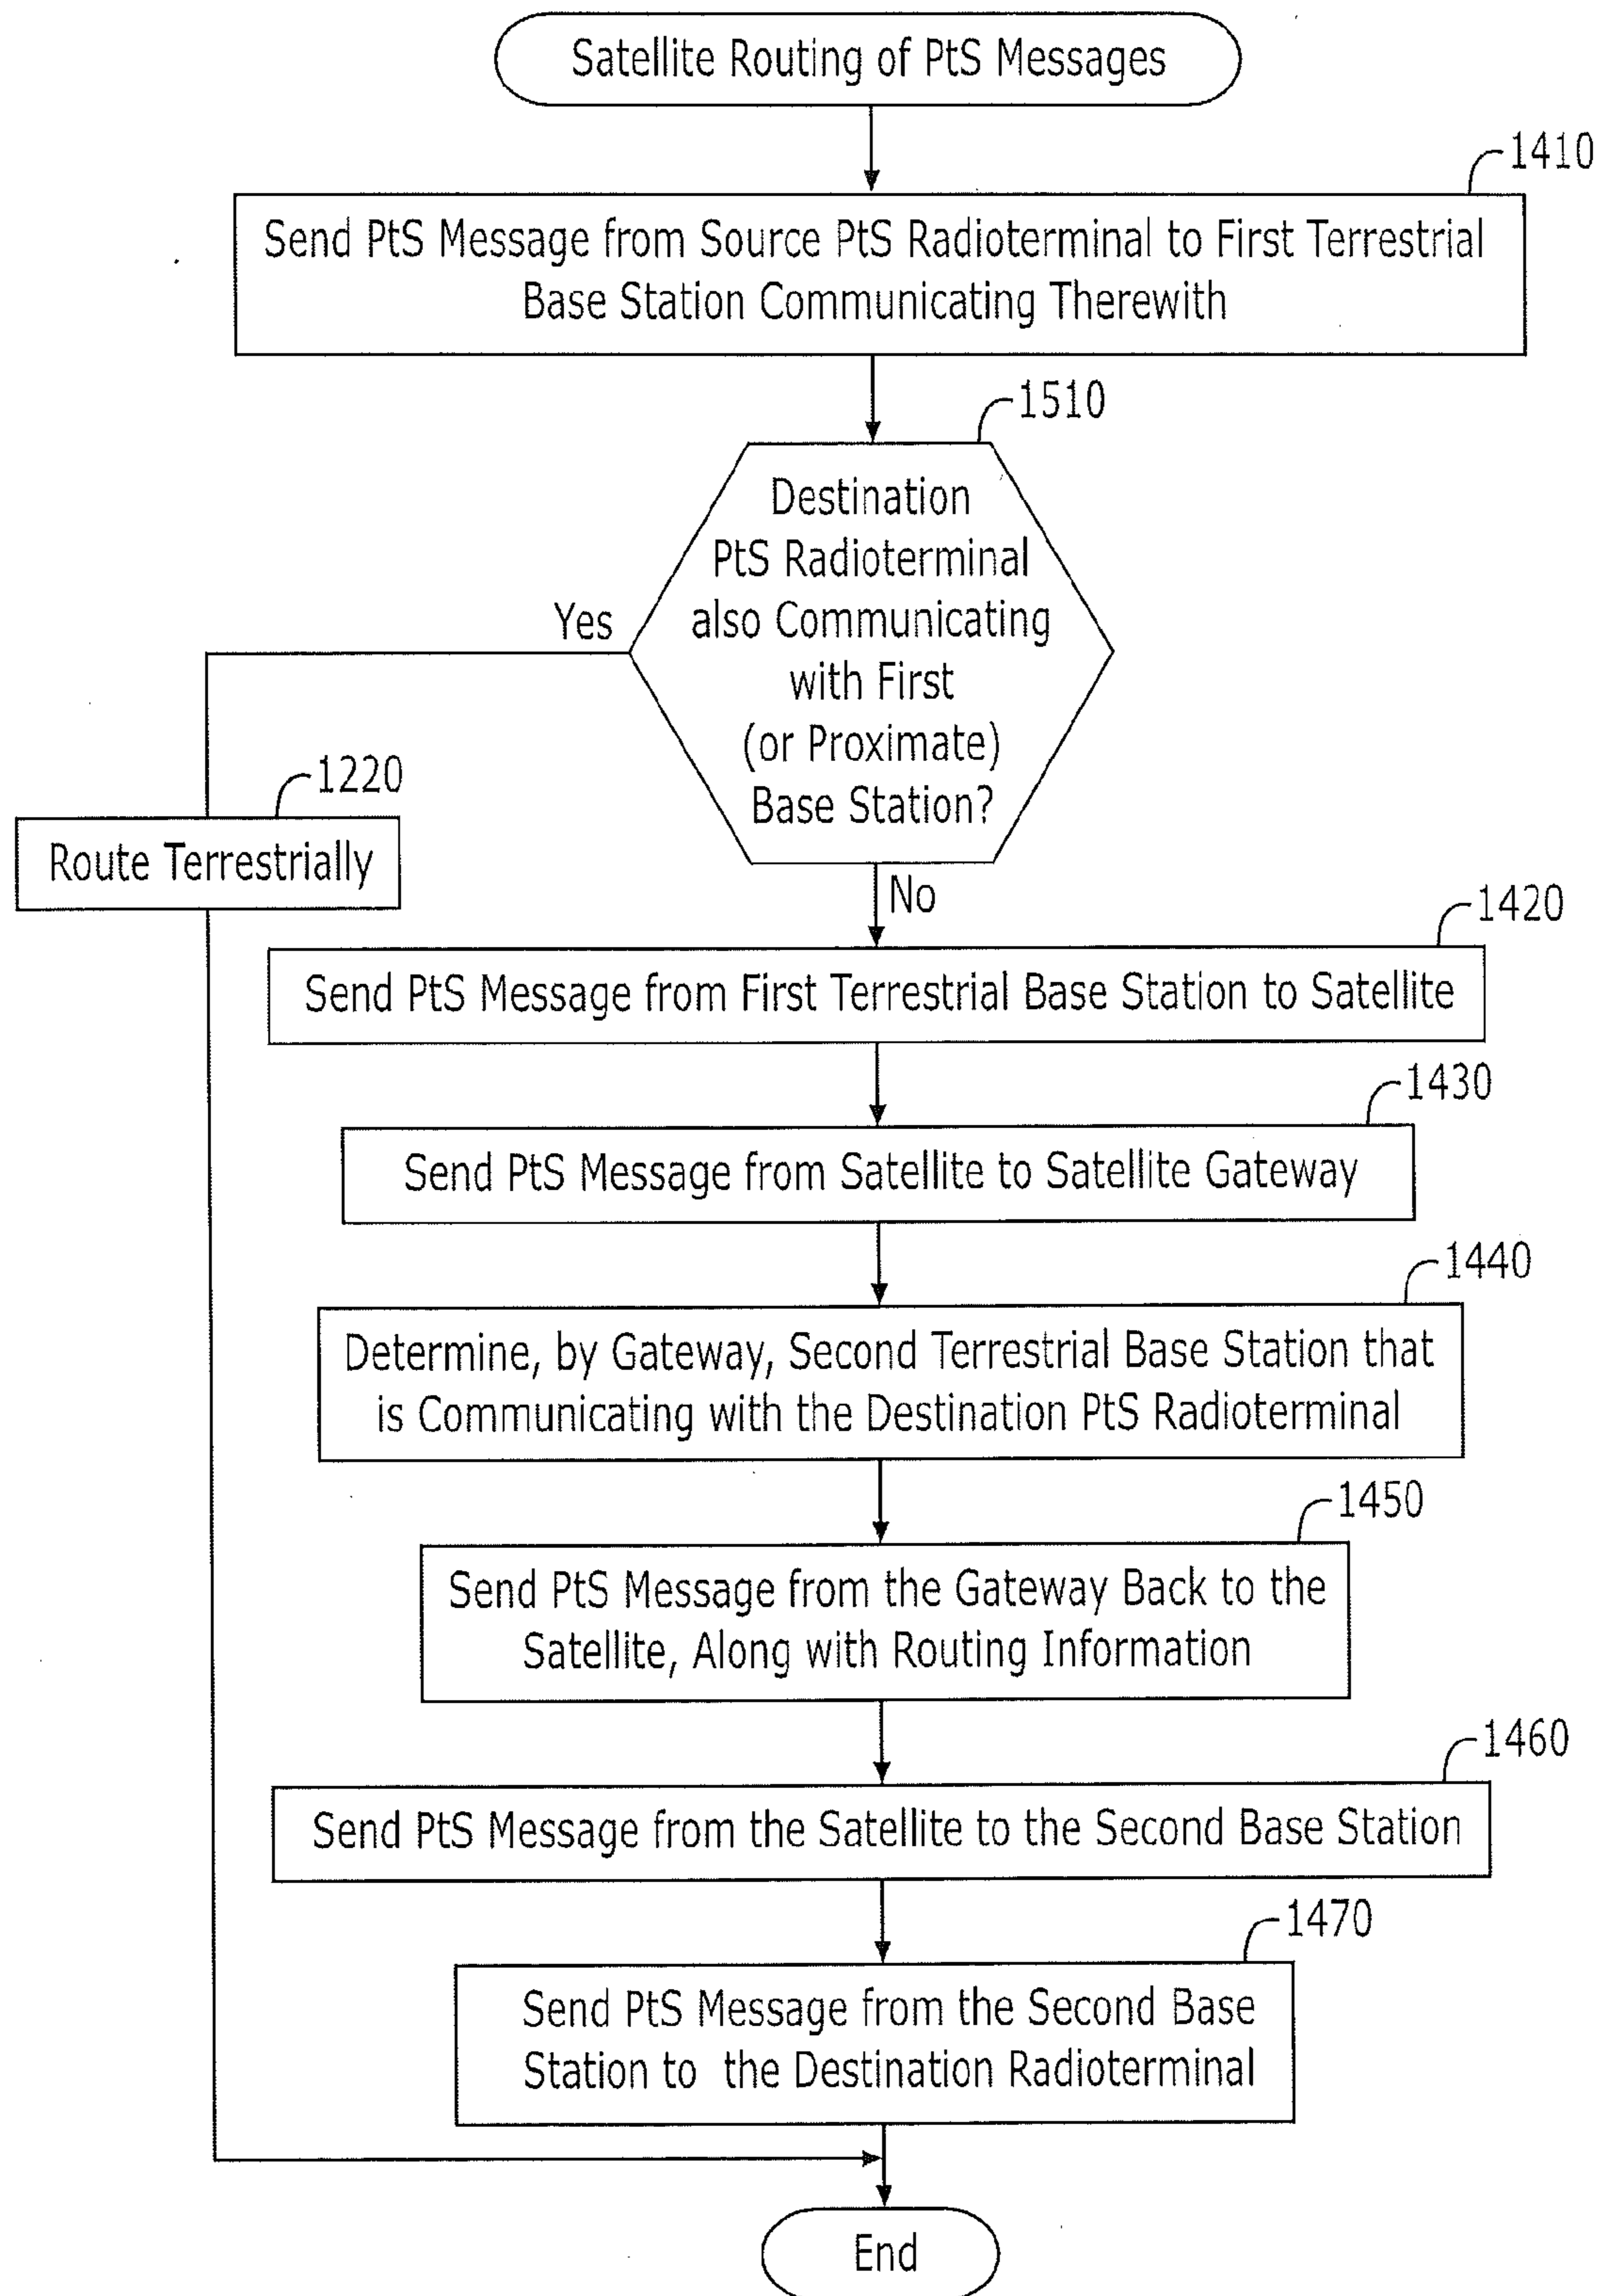 Satellite Routing of PtS Messages
1410
Send PtS Message from Source PtS Radioterminal to First Terrestrial
Base Station Communicating Therewith
1510
Destination
PtS Radioterminal
also Communicating
with First
(or Proximate)
Base Station?
Yes
1220
Route Terrestrially
No
1420
Send PtS Message from First Terrestrial Base Station to Satellite
1430
Send PtS Message from Satellite to Satellite Gateway
1440
Determine, by Gateway, Second Terrestrial Base Station that
is Communicating with the Destination PtS Radioterminal
1450
Send PtS Message from the Gateway Back to the
Satellite, Along with Routing Information
1460
Send PtS Message from the Satellite to the Second Base Station
1470
Send PtS Message from the Second Base
Station to the Destination Radioterminal
End